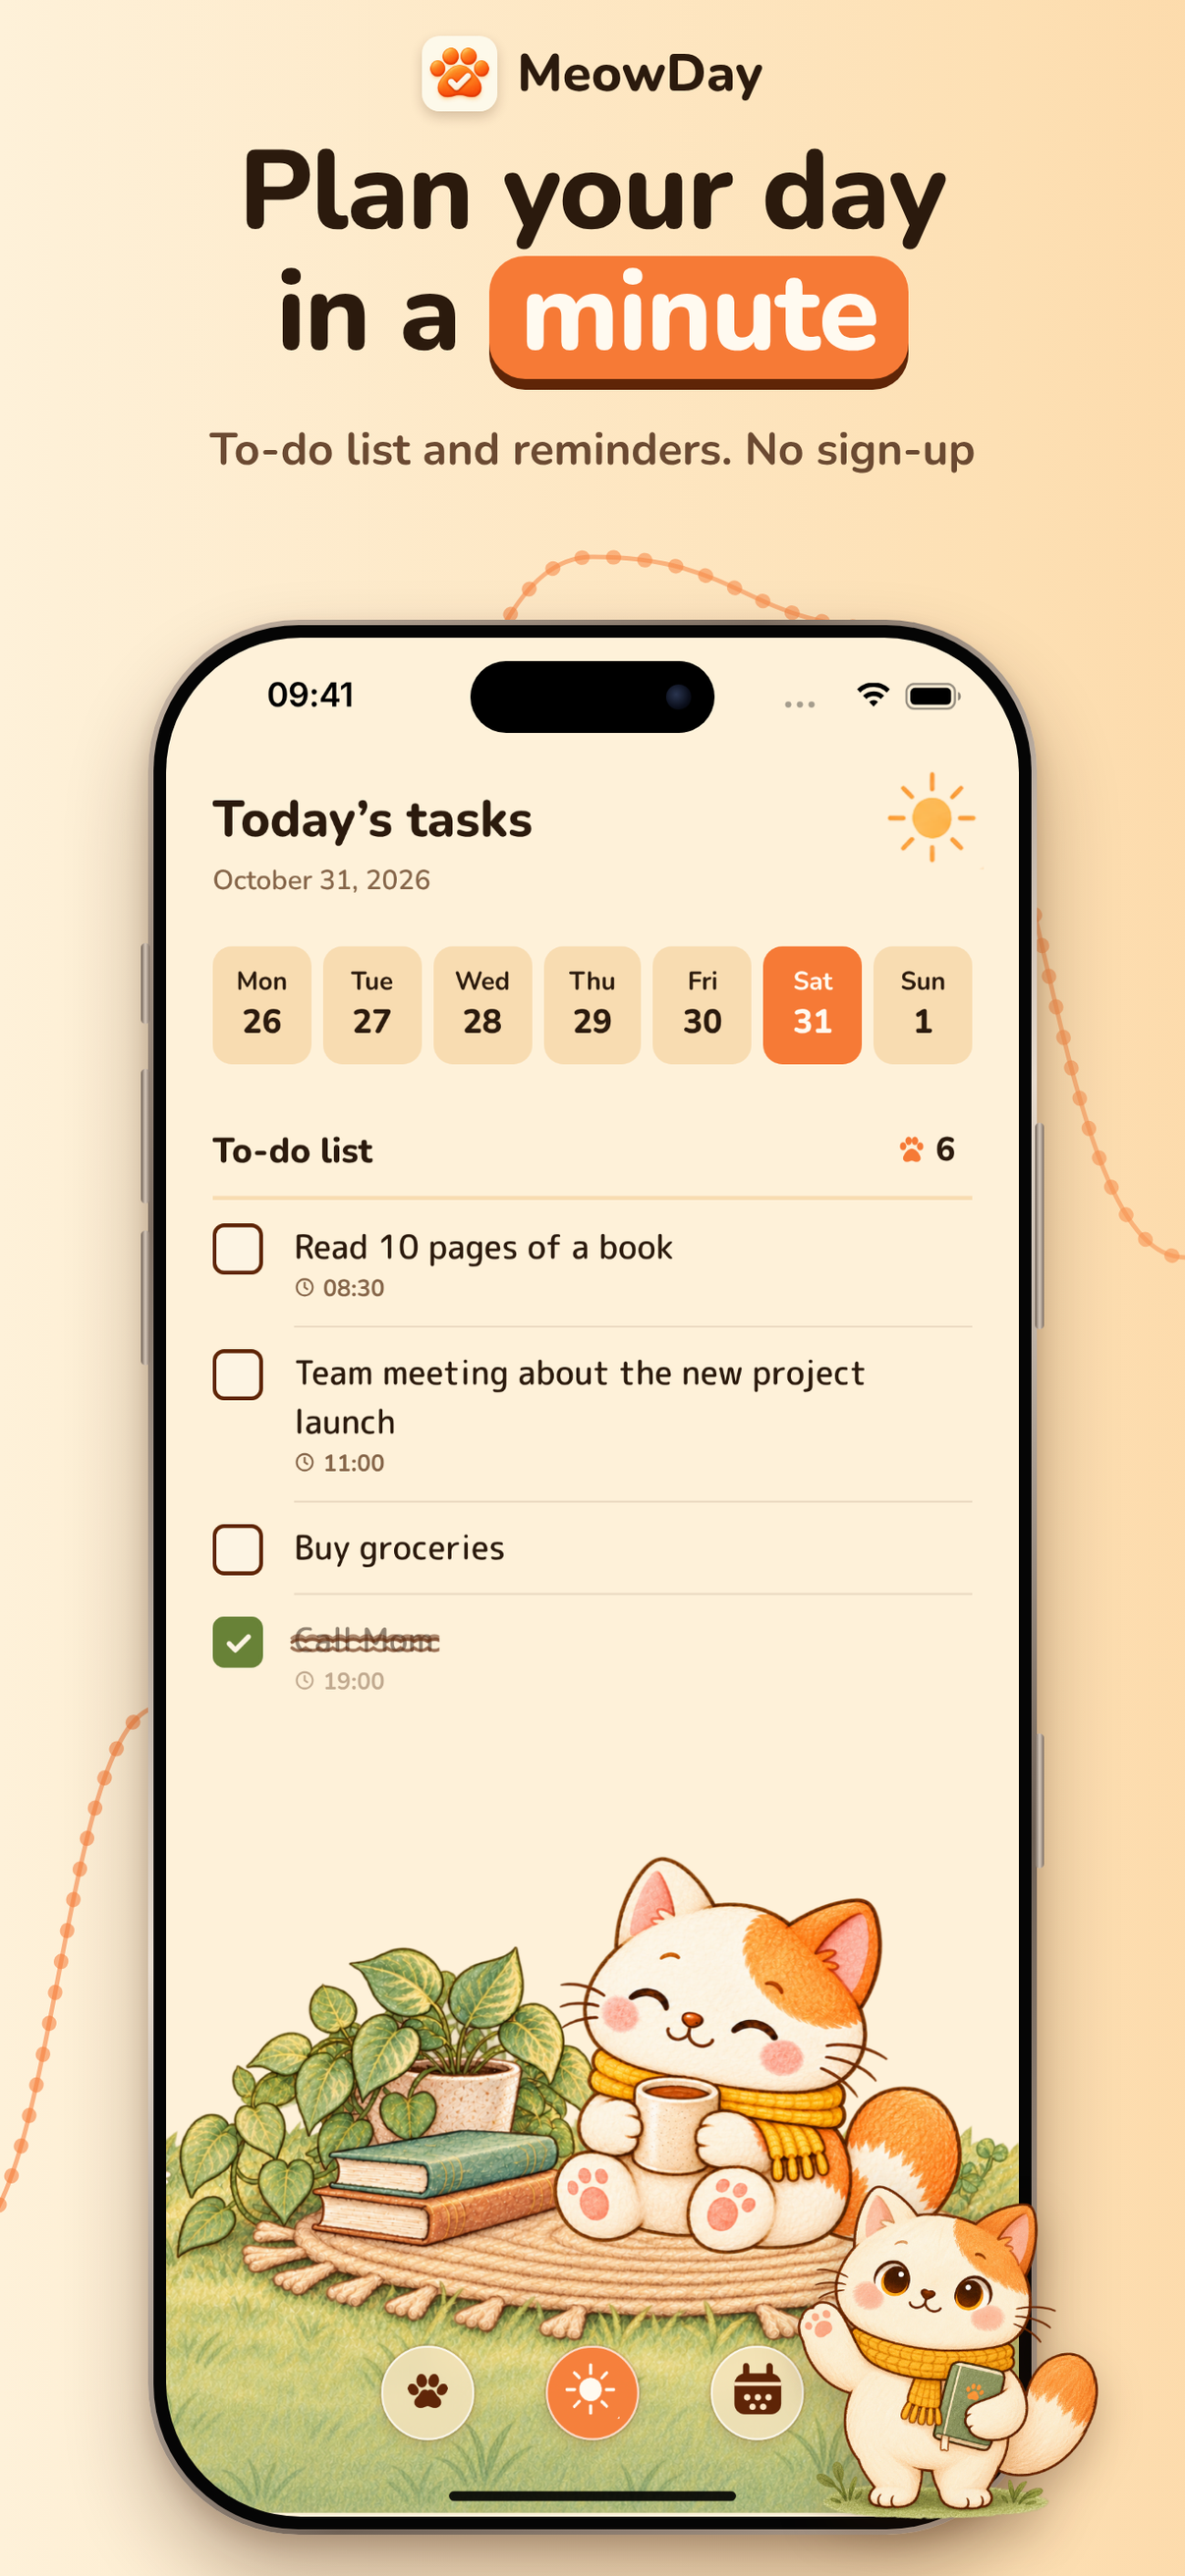 MeowDay
Plan your day
in a minute
To-do list and reminders. No sign-up
09:41
Today’s tasks
October 31, 2026
Mon Tue Wed Thu Fri Sat Sun
26 27 28 29 30 31 1
To-do list 6
Read 10 pages of a book
08:30
Team meeting about the new project
launch
11:00
Buy groceries
Call Mom
19:00